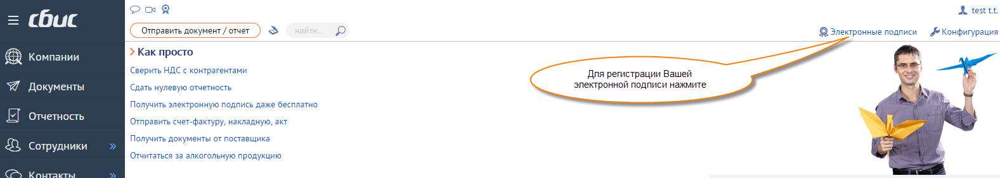 сбис
test t.t.
Отправить документ / отчет
найти...
Электронные подписи
Конфигурация
Компании
Документы
Отчетность
Сотрудники
Контакты
Как просто
Сверить НДС с контрагентами
Сдать нулевую отчетность
Получить электронную подпись даже бесплатно
Отправить счет-фактуру, накладную, акт
Получить документы от поставщика
Отчитаться за алкогольную продукцию
Для регистрации Вашей
электронной подписи нажмите